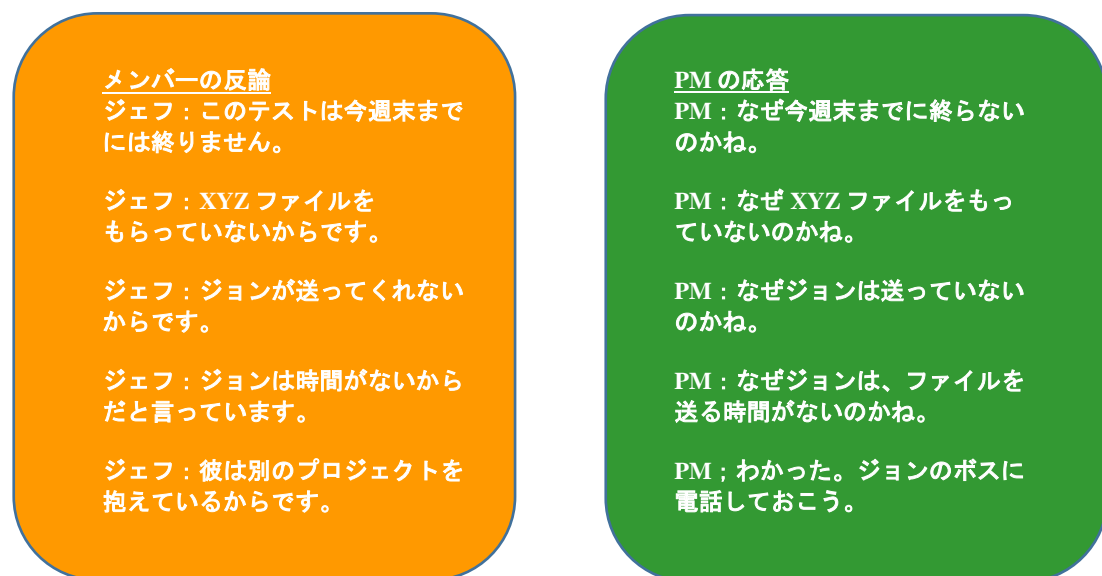 メンバーの反論
ジェフ：このテストは今週末まで
には終りません。
ジェフ：XYZ ファイルを
もらっていないからです。
ジェフ：ジョンが送ってくれない
からです。
ジェフ：ジョンは時間がないから
だと言っています。
ジェフ：彼は別のプロジェクトを
抱えているからです。
PM の応答
PM：なぜ今週末までに終らない
のかね。
PM：なぜ XYZ ファイルをもっ
ていないのかね。
PM：なぜジョンは送っていない
のかね。
PM：なぜジョンは、ファイルを
送る時間がないのかね。
PM；わかった。ジョンのボスに
電話しておこう。